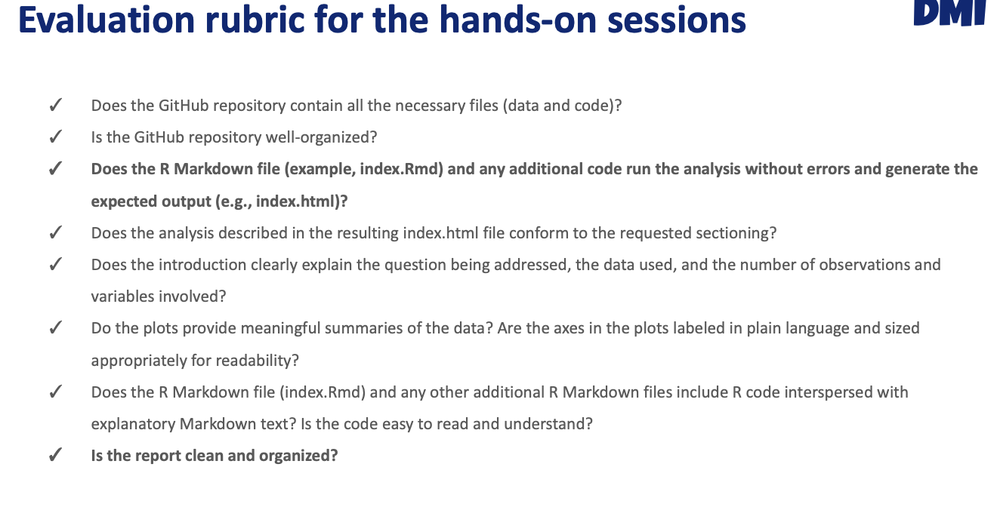 Evaluation rubric for the hands-on sessions
DMI
✓ Does the GitHub repository contain all the necessary files (data and code)?
✓ Is the GitHub repository well-organized?
✓ Does the R Markdown file (example, index.Rmd) and any additional code run the analysis without errors and generate the
expected output (e.g., index.html)?
✓ Does the analysis described in the resulting index.html file conform to the requested sectioning?
✓ Does the introduction clearly explain the question being addressed, the data used, and the number of observations and
variables involved?
✓ Do the plots provide meaningful summaries of the data? Are the axes in the plots labeled in plain language and sized
appropriately for readability?
✓ Does the R Markdown file (index.Rmd) and any other additional R Markdown files include R code interspersed with
explanatory Markdown text? Is the code easy to read and understand?
✓ Is the report clean and organized?